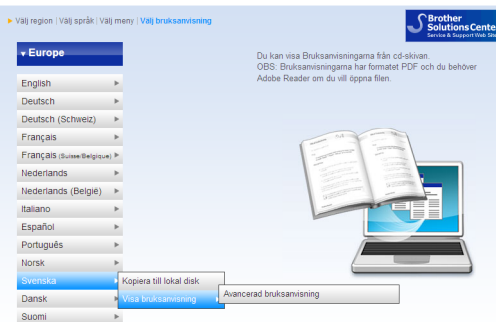 Välj region | Välj språk | Välj meny | Välj bruksanvisning
Brother
Solutions Center
Service & Support Web Site
Europe
Du kan visa Bruksanvisningarna från cd-skivan.
OBS: Bruksanvisningarna har formatet PDF och du behöver
Adobe Reader om du vill öppna filen.
English
Deutsch
Deutsch (Schweiz)
Français
Français (Suisse/Belgique)
Nederlands
Nederlands (België)
Italiano
Español
Português
Norsk
Svenska
Kopiera till lokal disk
Dansk
Visa bruksanvisning
Avancerad bruksanvisning
Suomi